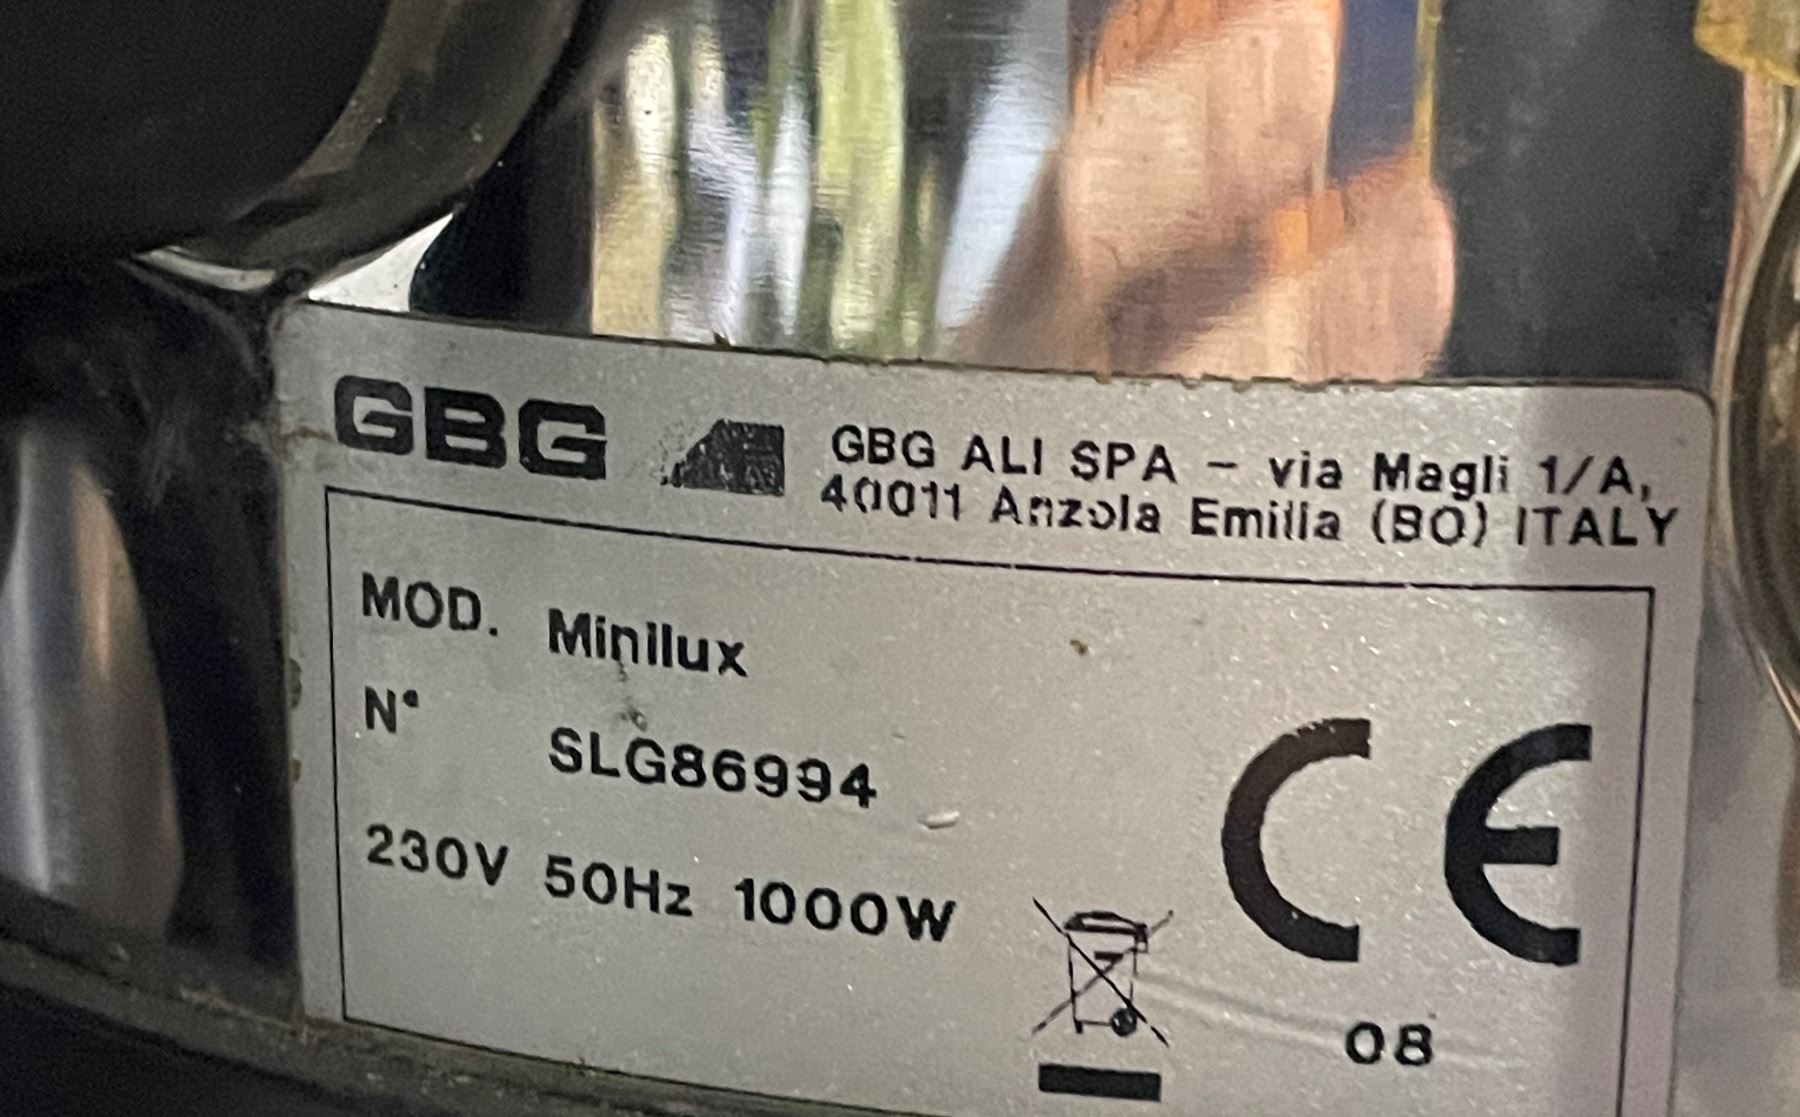 GBG
GBG ALI SPA - via Magli 1/A,
40011 Anzola Emilia (BO) ITALY
MOD. Minilux
N° SLG86994
230V 50Hz 1000W
CE
08